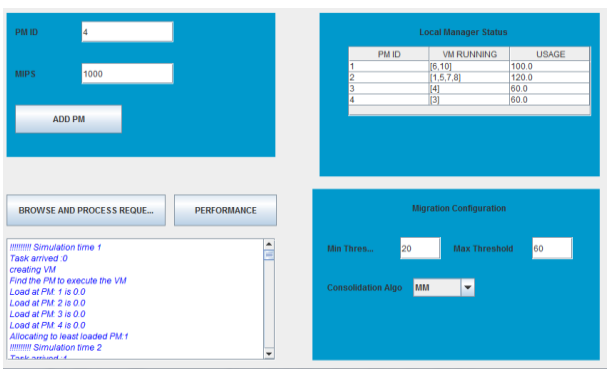 PM ID
4
MIPS
1000
ADD PM
Local Manager Status
PM ID VM RUNNING USAGE
1 [6,10] 100.0
2 [1,5,7,8] 120.0
3 [4] 60.0
4 [3] 60.0
BROWSE AND PROCESS REQUE...
PERFORMANCE
!!!!!!!!! Simulation time 1
Task arrived :0
creating VM
Find the PM to execute the VM
Load at PM: 1 is 0.0
Load at PM: 2 is 0.0
Load at PM: 3 is 0.0
Load at PM: 4 is 0.0
Allocating to least loaded PM:1
!!!!!!!!! Simulation time 2
Task arrived :1
Migration Configuration
Min Thres... 20 Max Threshold 60
Consolidation Algo MM